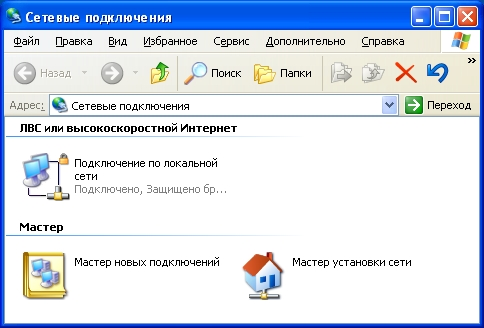 Сетевые подключения
Файл Правка Вид Избранное Сервис Дополнительно Справка
Назад Поиск Папки »
Адрес: Сетевые подключения Переход
ЛВС или высокоскоростной Интернет
Подключение по локальной
сети
Подключено, Защищено бр...
Мастер
Мастер новых подключений Мастер установки сети